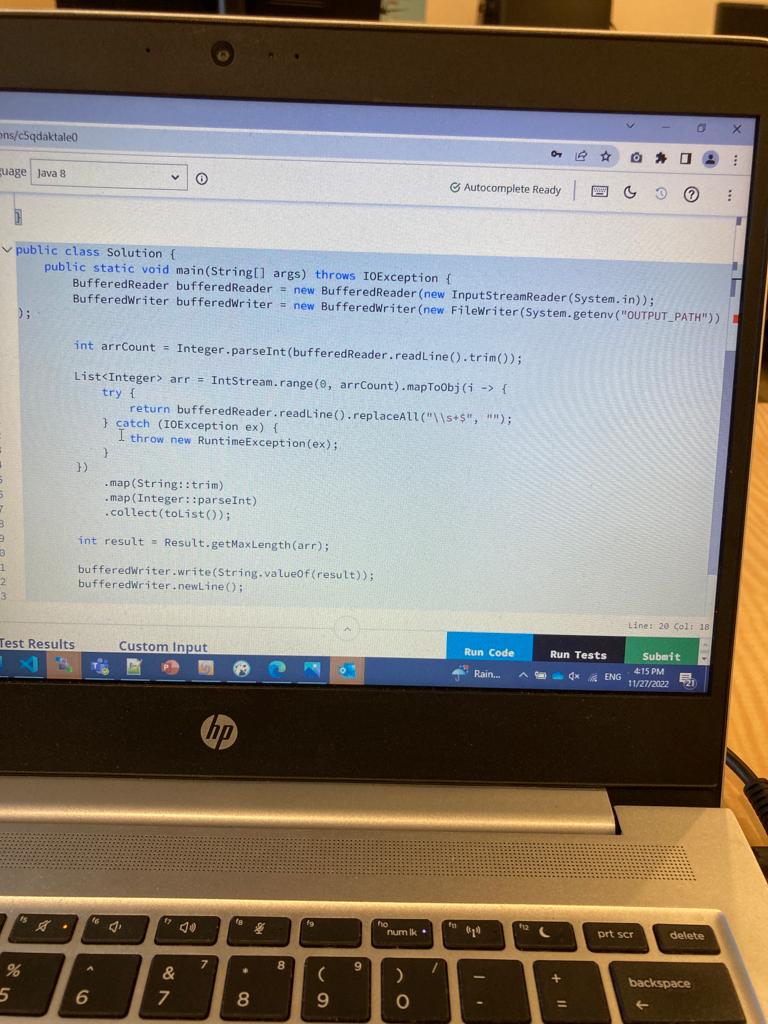 ons/c5qdaktale0
guage Java 8
Autocomplete Ready
}
public class Solution {
public static void main(String[] args) throws IOException {
BufferedReader bufferedReader = new BufferedReader(new InputStreamReader(System.in));
BufferedWriter bufferedWriter = new BufferedWriter(new FileWriter(System.getenv("OUTPUT_PATH"))
);
int arrCount = Integer.parseInt(bufferedReader.readLine().trim());
List<Integer> arr = IntStream.range(0, arrCount).mapToObj(i -> {
try {
return bufferedReader.readLine().replaceAll("\\s+$", "");
} catch (IOException ex) {
throw new RuntimeException(ex);
}
})
.map(String::trim)
.map(Integer::parseInt)
.collect(toList());
int result = Result.getMaxLength(arr);
bufferedWriter.write(String.valueOf(result));
bufferedWriter.newLine();
Line: 20 Col: 18
Test Results Custom Input Run Code Run Tests Submit
Rain... ENG 4:15 PM
11/27/2022 21
hp
f5 f6 f7 f8 f9 f10 num lk f11 f12 prt scr delete
% 5 ^ 6 & 7 7 * 8 8 ( 9 9 ) 0 / — - + = backspace